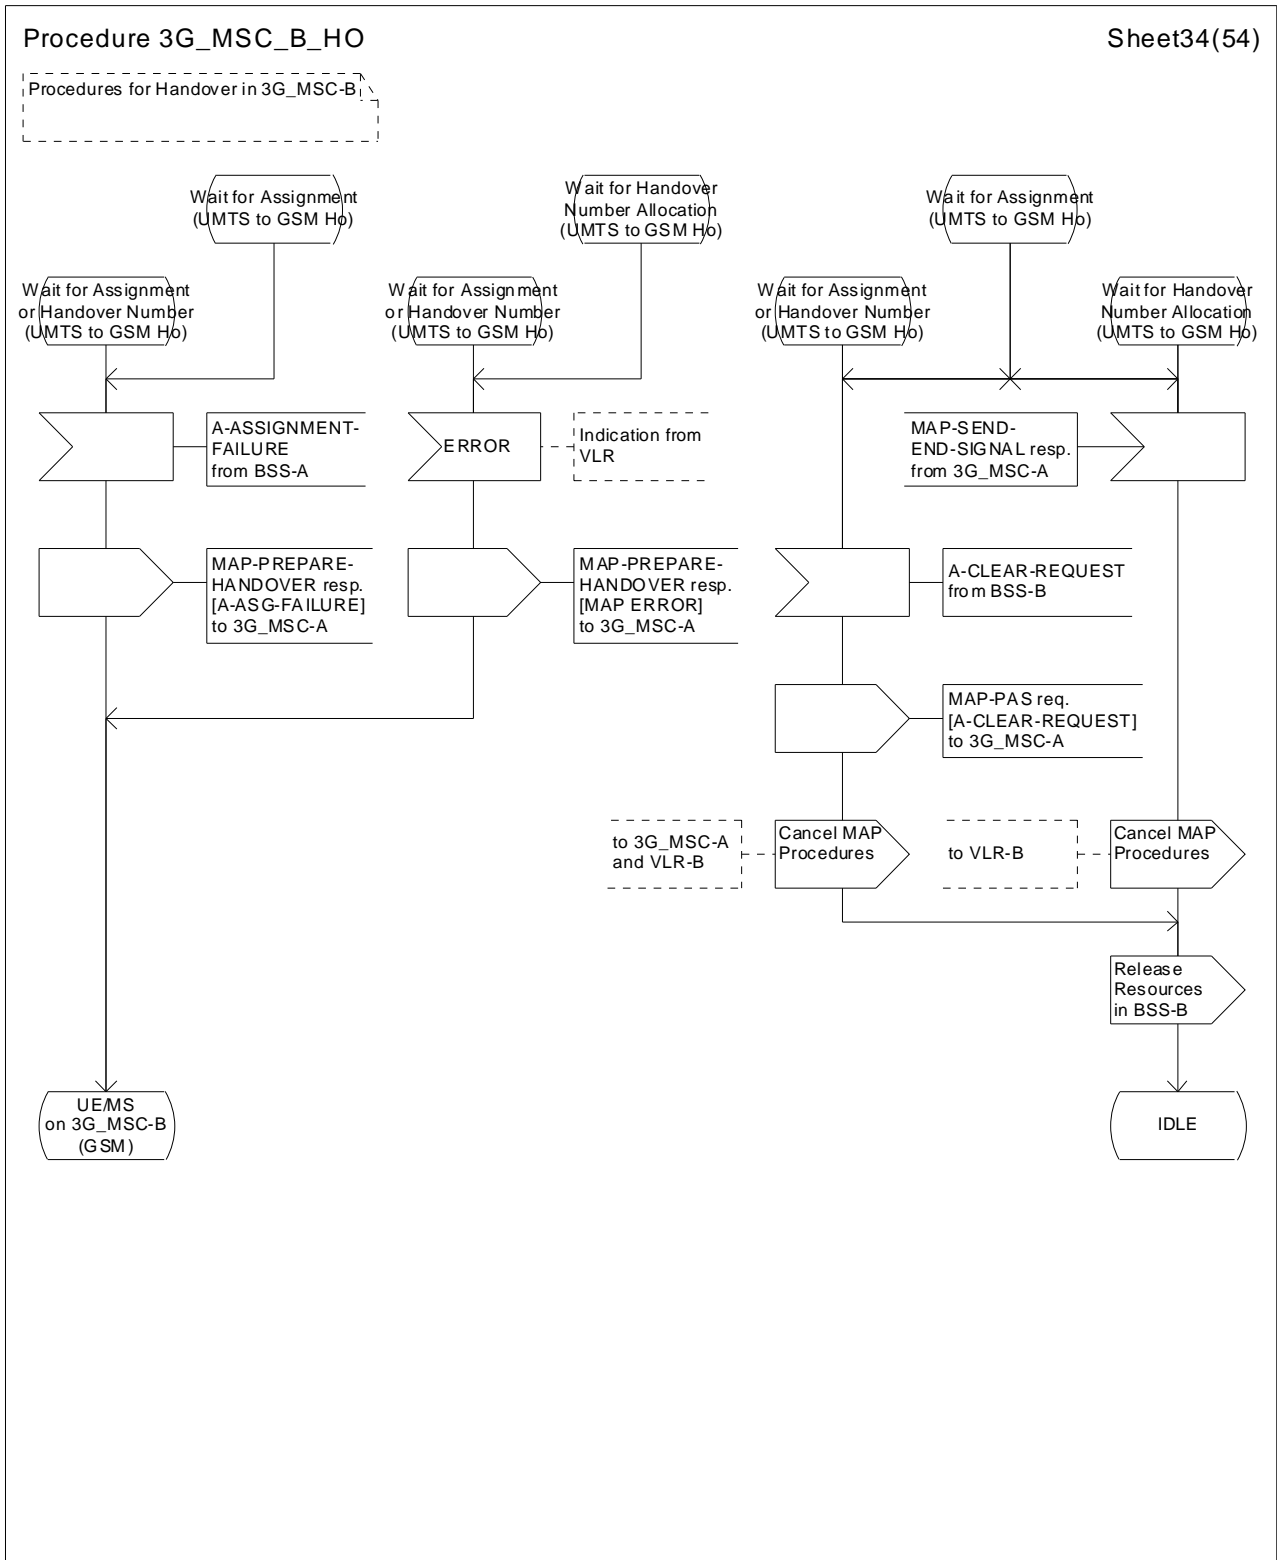 Procedure 3G_MSC_B_HO
Sheet34(54)
Procedures for Handover in 3G_MSC-B
Wait for Assignment
(UMTS to GSM Ho)
Wait for Handover
Number Allocation
(UMTS to GSM Ho)
Wait for Assignment
(UMTS to GSM Ho)
Wait for Assignment
or Handover Number
(UMTS to GSM Ho)
Wait for Assignment
or Handover Number
(UMTS to GSM Ho)
Wait for Assignment
or Handover Number
(UMTS to GSM Ho)
Wait for Handover
Number Allocation
(UMTS to GSM Ho)
A-ASSIGNMENT-
FAILURE
from BSS-A
ERROR
Indication from
VLR
MAP-SEND-
END-SIGNAL resp.
from 3G_MSC-A
MAP-PREPARE-
HANDOVER resp.
[A-ASG-FAILURE]
to 3G_MSC-A
MAP-PREPARE-
HANDOVER resp.
[MAP ERROR]
to 3G_MSC-A
A-CLEAR-REQUEST
from BSS-B
MAP-PAS req.
[A-CLEAR-REQUEST]
to 3G_MSC-A
to 3G_MSC-A
and VLR-B
Cancel MAP
Procedures
to VLR-B
Cancel MAP
Procedures
Release
Resources
in BSS-B
UE/MS
on 3G_MSC-B
(GSM)
IDLE